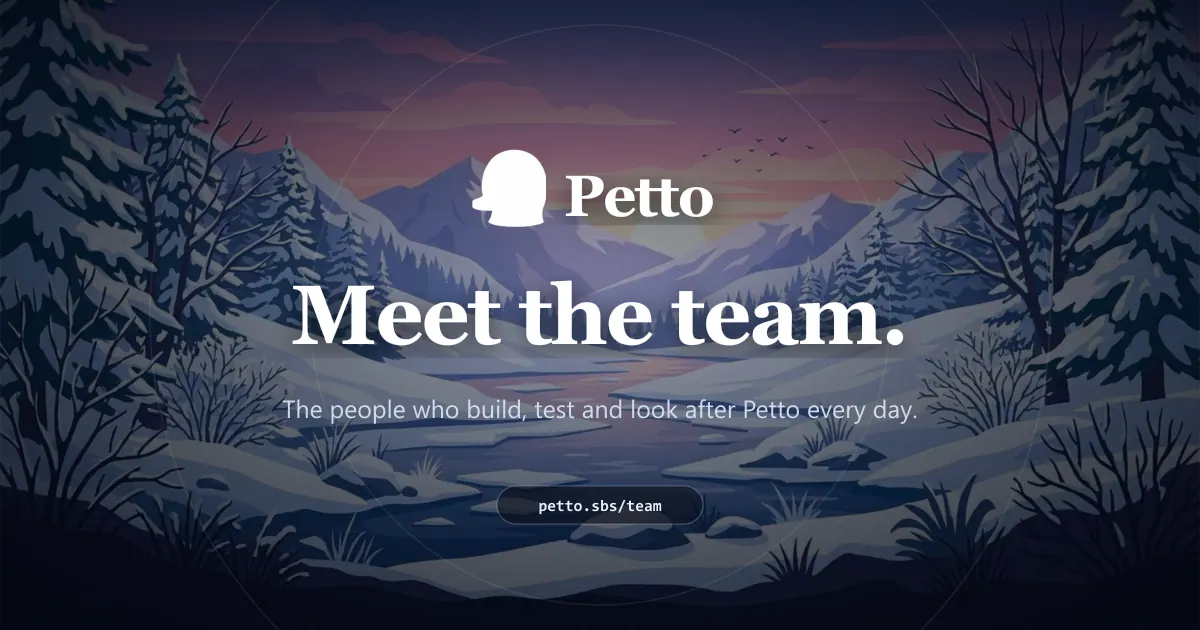 Petto
Meet the team.
The people who build, test and look after Petto every day.
petto.sbs/team